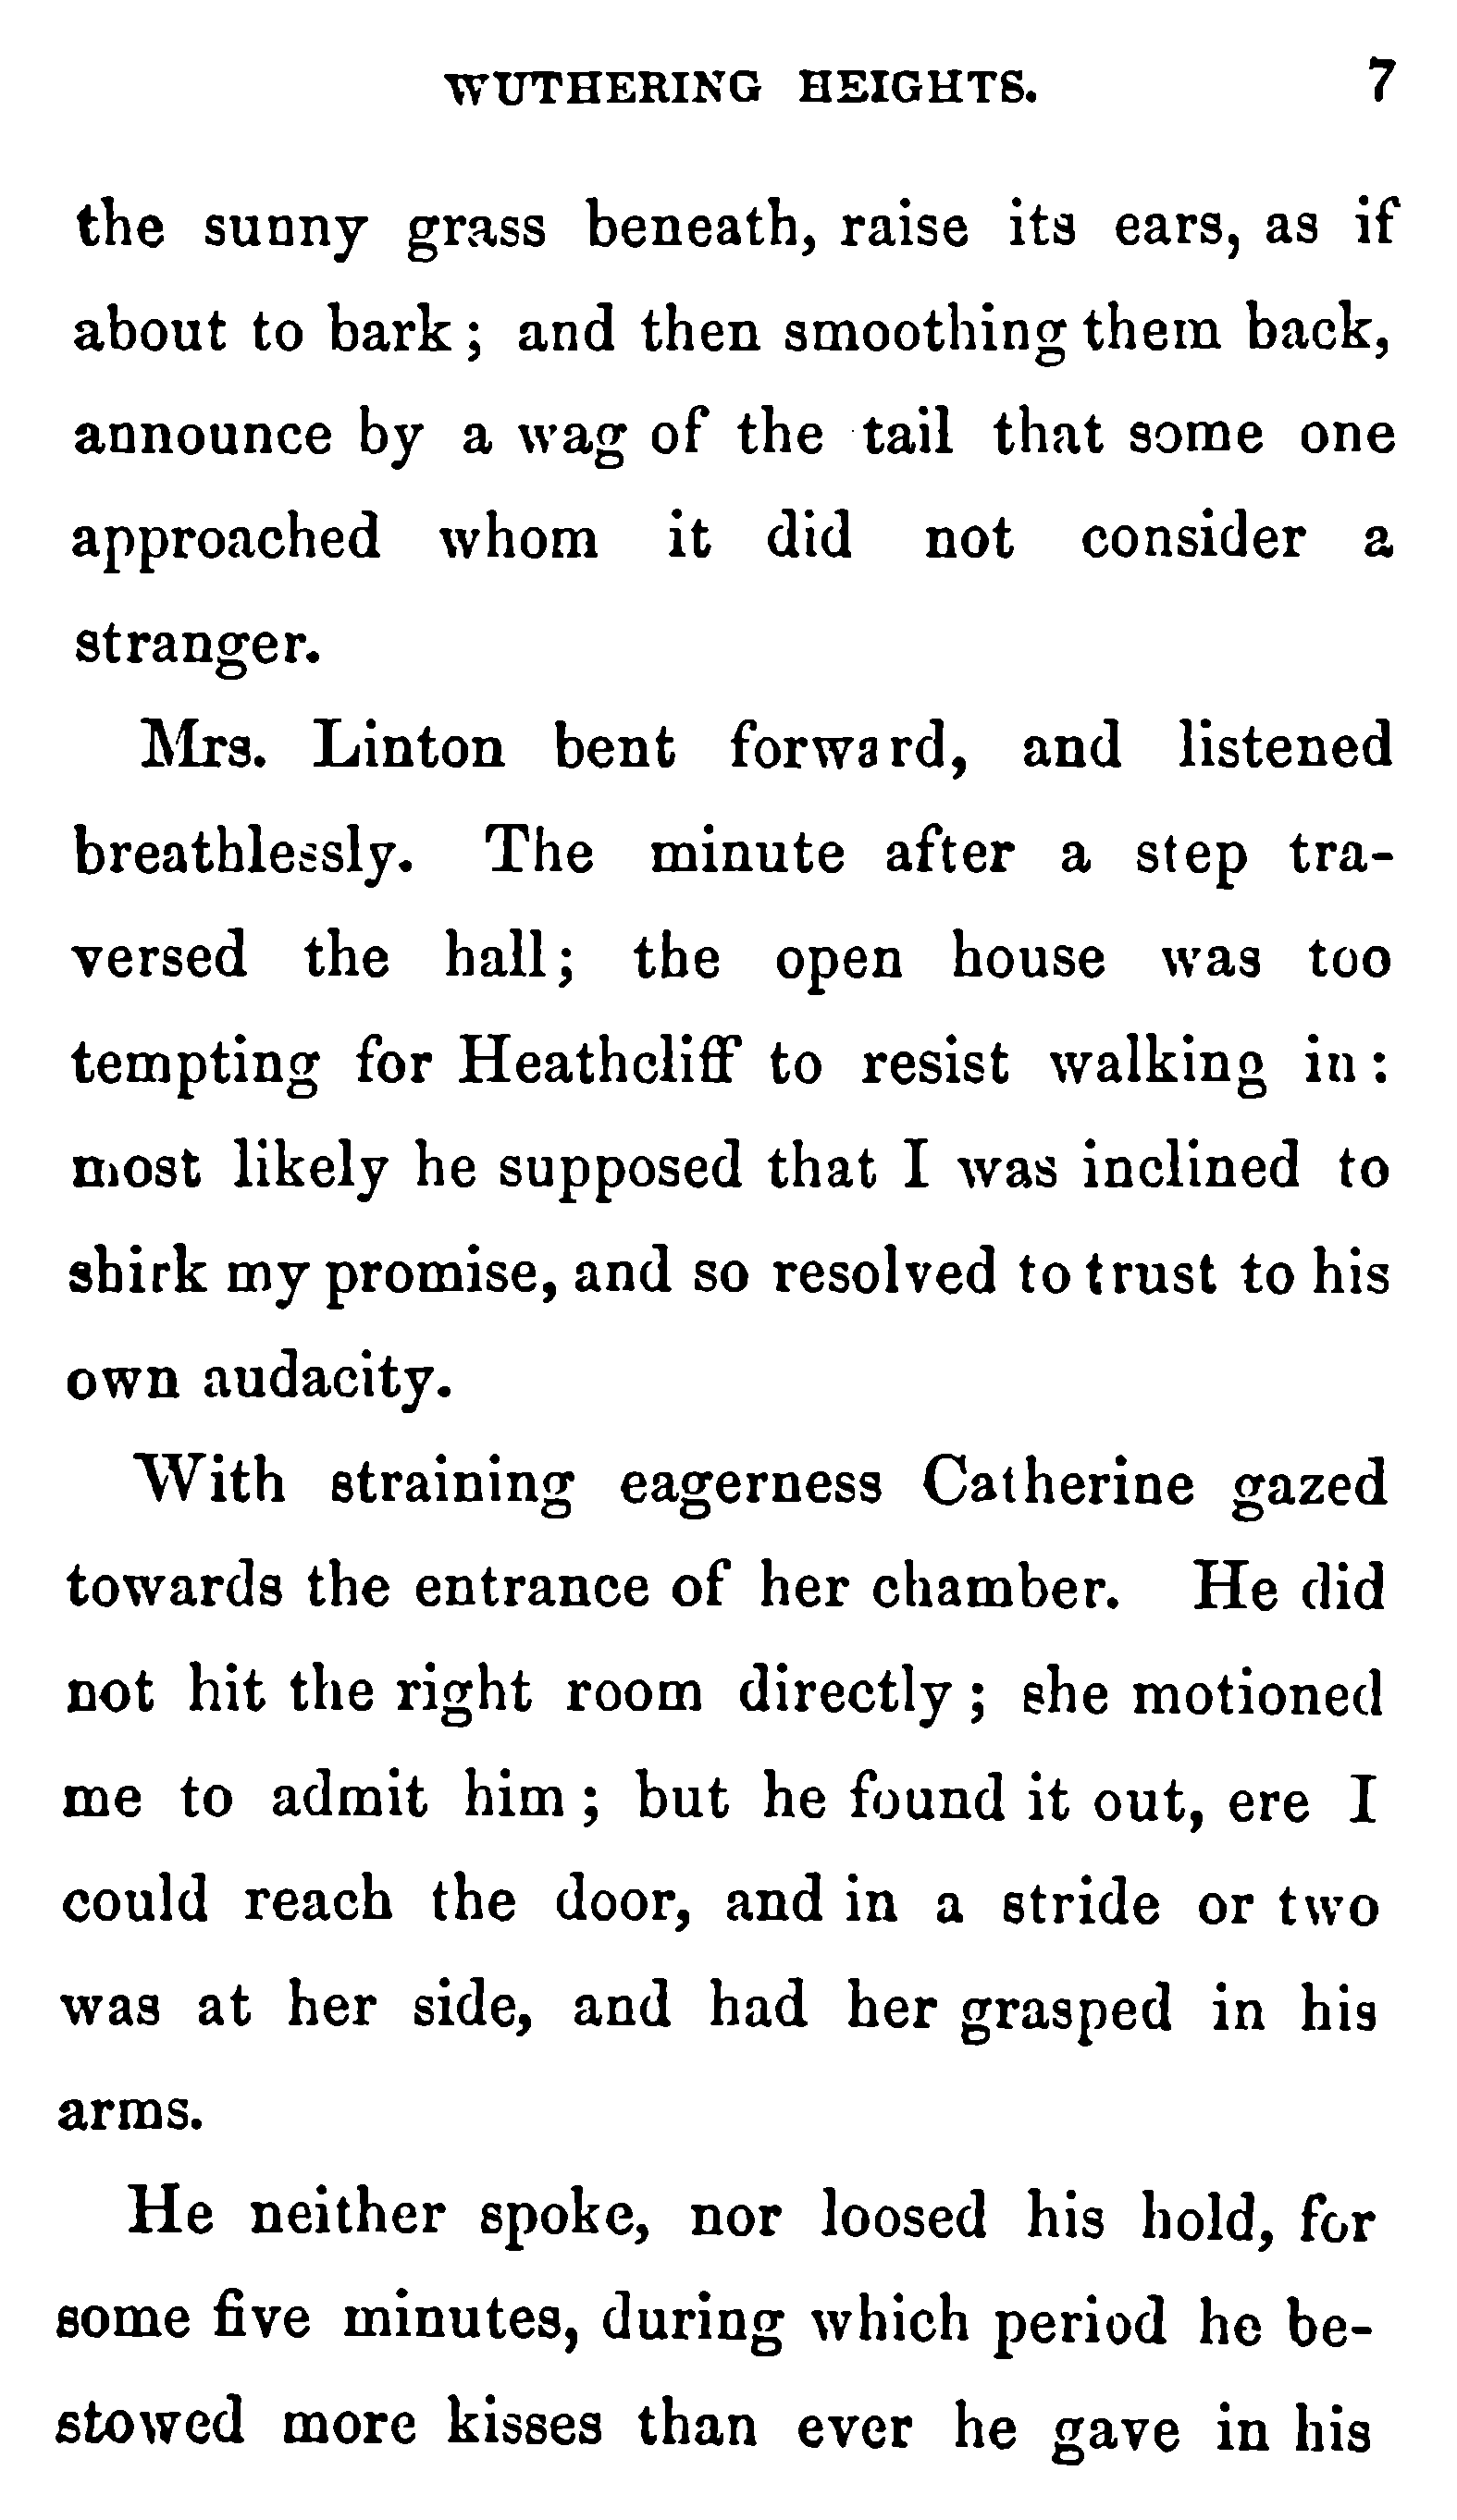 WUTHERING HEIGHTS. 7
the sunny grass beneath, raise its ears, as if
about to bark; and then smoothing them back,
announce by a wag of the tail that some one
approached whom it did not consider a
stranger.
Mrs. Linton bent forward, and listened
breathlessly. The minute after a step tra-
versed the hall; the open house was too
tempting for Heathcliff to resist walking in:
most likely he supposed that I was inclined to
shirk my promise, and so resolved to trust to his
own audacity.
With straining eagerness Catherine gazed
towards the entrance of her chamber. He did
not hit the right room directly; she motioned
me to admit him; but he found it out, ere I
could reach the door, and in a stride or two
was at her side, and had her grasped in his
arms.
He neither spoke, nor loosed his hold, for
some five minutes, during which period he be-
stowed more kisses than ever he gave in his